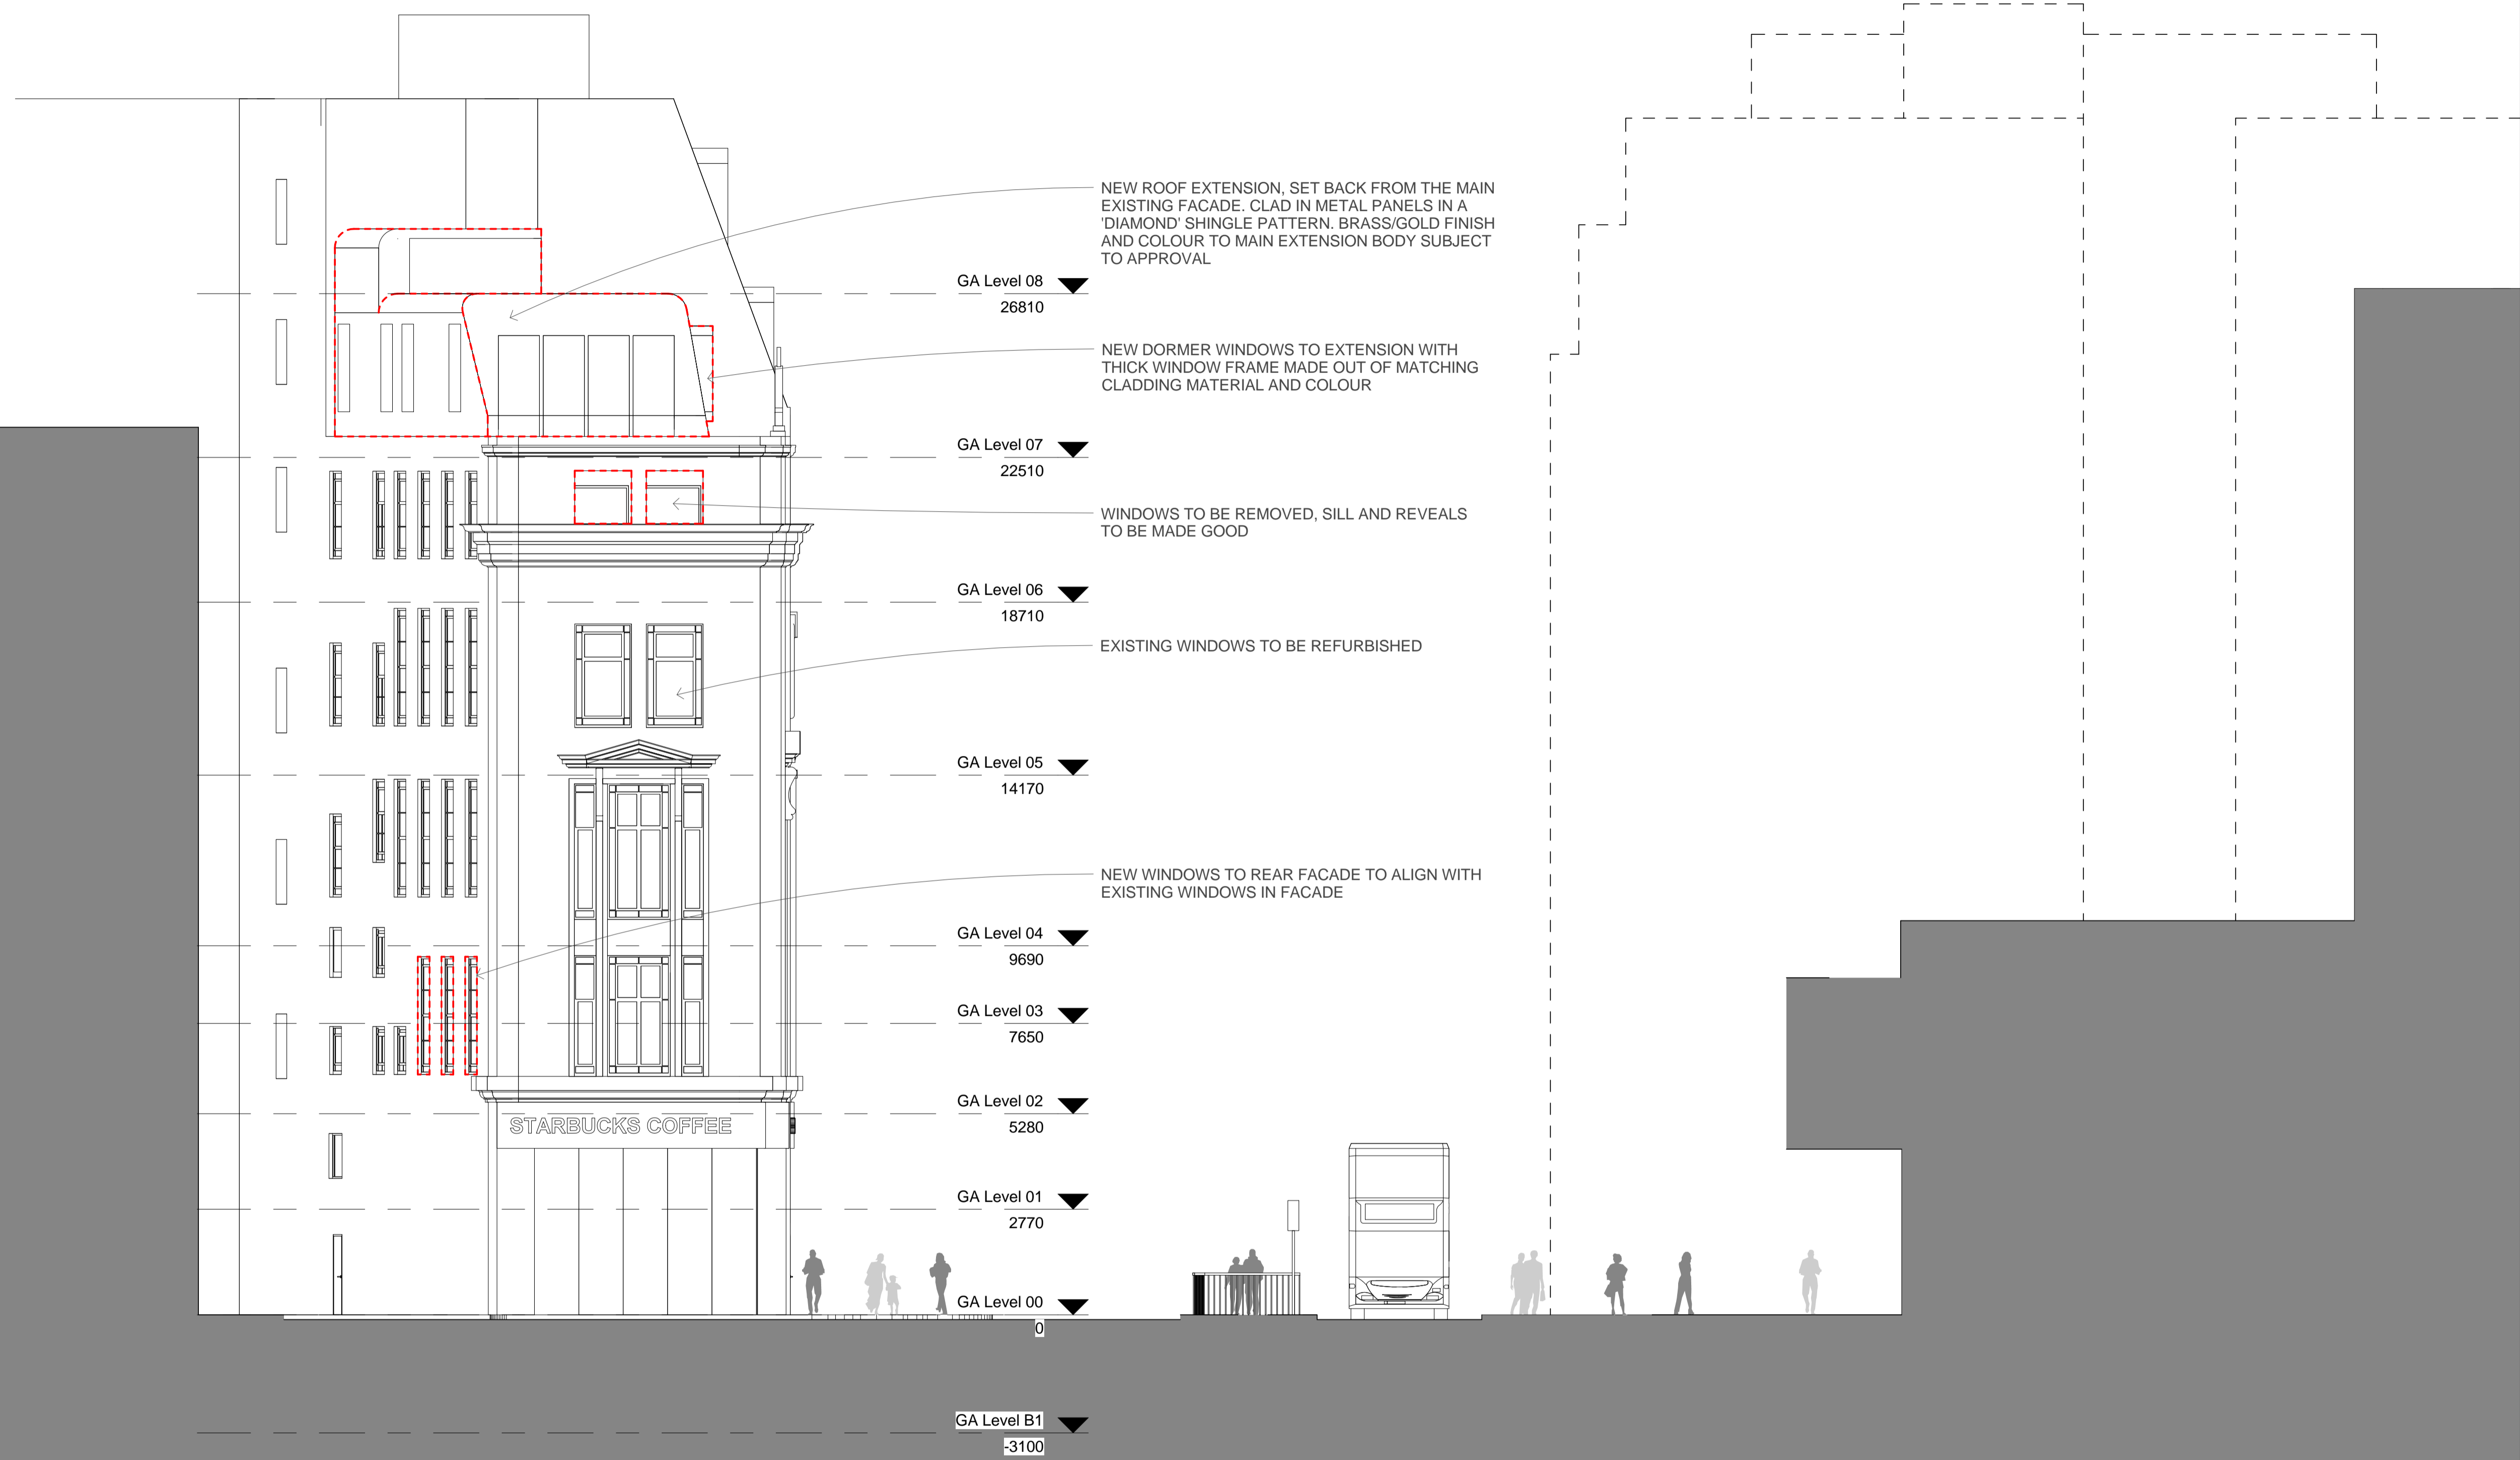 NEW ROOF EXTENSION, SET BACK FROM THE MAIN
EXISTING FACADE. CLAD IN METAL PANELS IN A
'DIAMOND' SHINGLE PATTERN. BRASS/GOLD FINISH
AND COLOUR TO MAIN EXTENSION BODY SUBJECT
TO APPROVAL
GA Level 08
26810
NEW DORMER WINDOWS TO EXTENSION WITH
THICK WINDOW FRAME MADE OUT OF MATCHING
CLADDING MATERIAL AND COLOUR
GA Level 07
22510
WINDOWS TO BE REMOVED, SILL AND REVEALS
TO BE MADE GOOD
GA Level 06
18710
EXISTING WINDOWS TO BE REFURBISHED
GA Level 05
14170
NEW WINDOWS TO REAR FACADE TO ALIGN WITH
EXISTING WINDOWS IN FACADE
GA Level 04
9690
GA Level 03
7650
GA Level 02
5280
STARBUCKS COFFEE
GA Level 01
2770
GA Level 00
0
GA Level B1
-3100